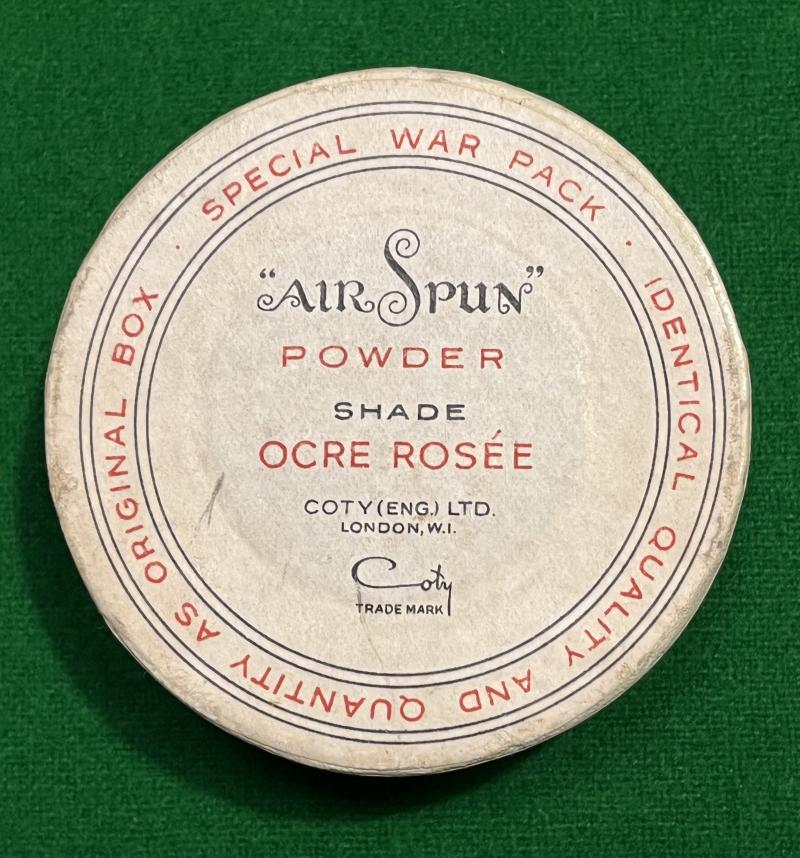 SPECIAL WAR PACK · IDENTICAL QUALITY AND QUANTITY AS ORIGINAL BOX ·
"AIR SPUN"
POWDER
SHADE
OCRE ROSÉE
COTY (ENG.) LTD.
LONDON, W.I.
Coty
TRADE MARK